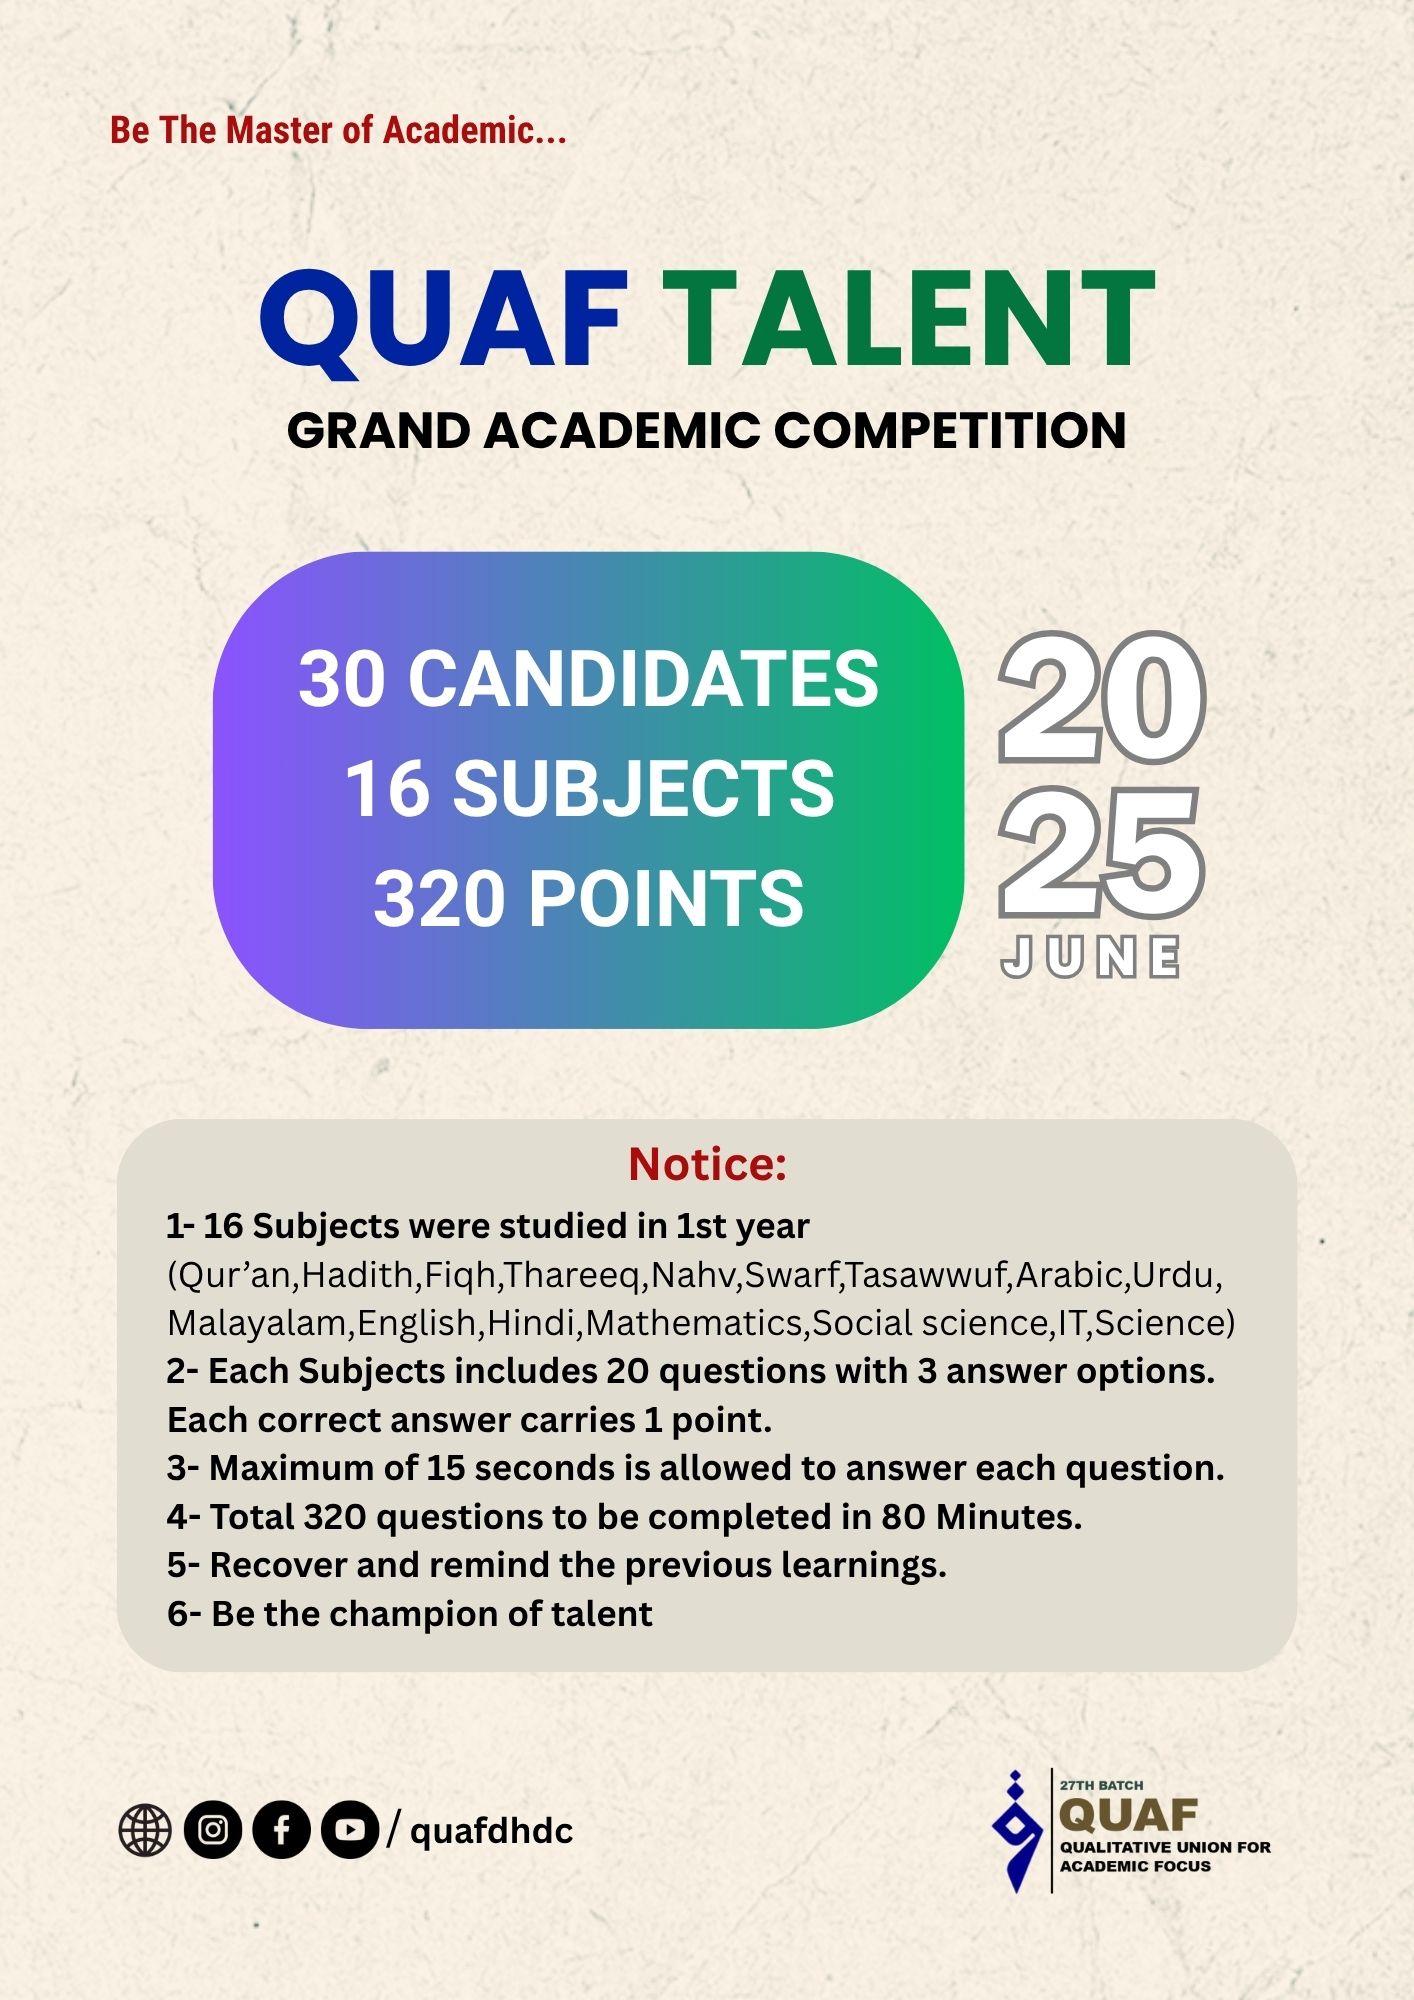 Be The Master of Academic...
QUAF TALENT
GRAND ACADEMIC COMPETITION
30 CANDIDATES
16 SUBJECTS
320 POINTS
20
25
JUNE
Notice:
1- 16 Subjects were studied in 1st year
(Qur’an,Hadith,Fiqh,Thareeq,Nahv,Swarf,Tasawwuf,Arabic,Urdu,
Malayalam,English,Hindi,Mathematics,Social science,IT,Science)
2- Each Subjects includes 20 questions with 3 answer options.
Each correct answer carries 1 point.
3- Maximum of 15 seconds is allowed to answer each question.
4- Total 320 questions to be completed in 80 Minutes.
5- Recover and remind the previous learnings.
6- Be the champion of talent
/ quafdhdc
27TH BATCH
QUAF
QUALITATIVE UNION FOR
ACADEMIC FOCUS